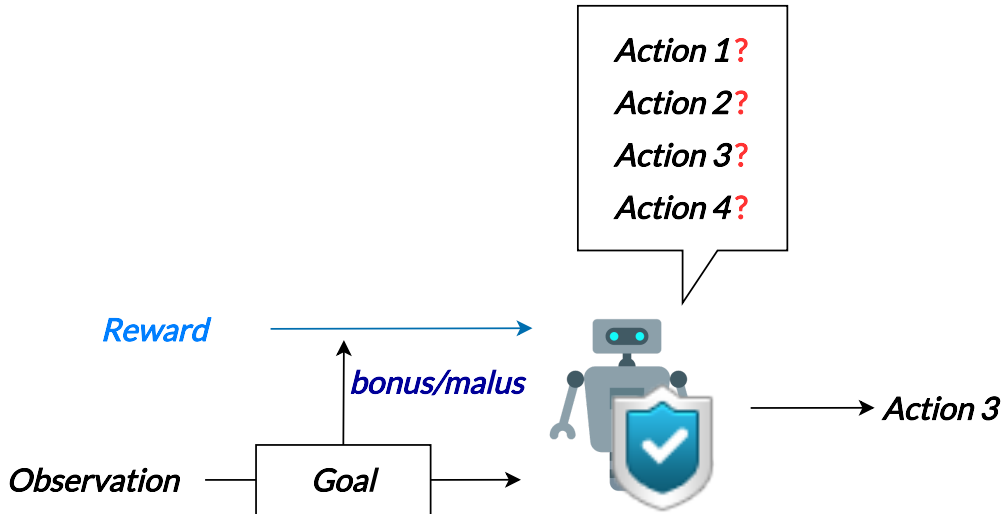 Action 1?
Action 2?
Action 3?
Action 4?
Reward
bonus/malus
Action 3
Observation
Goal